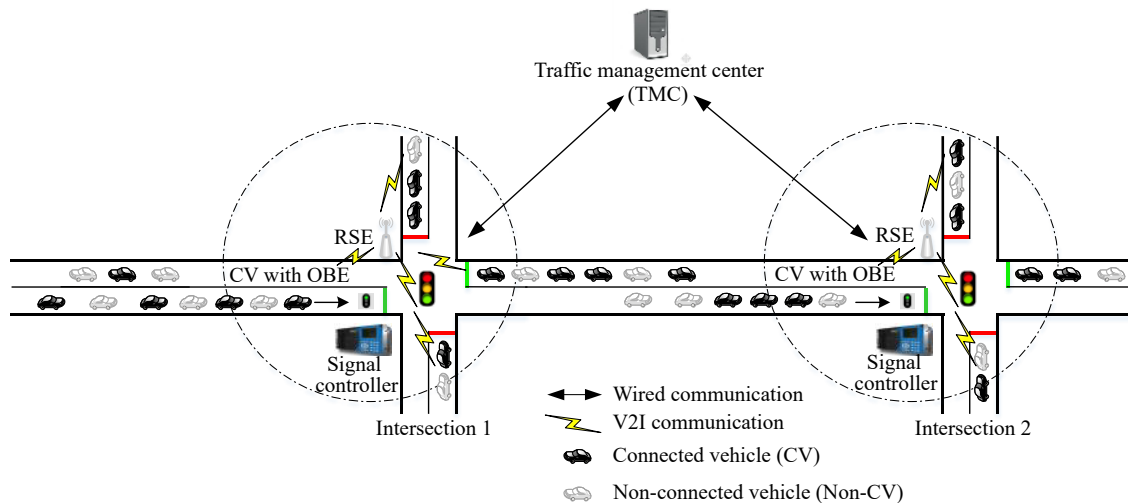 Traffic management center
(TMC)
RSE
CV with OBE
Signal
controller
Intersection 1
RSE
CV with OBE
Signal
controller
Intersection 2
Wired communication
V2I communication
Connected vehicle (CV)
Non-connected vehicle (Non-CV)